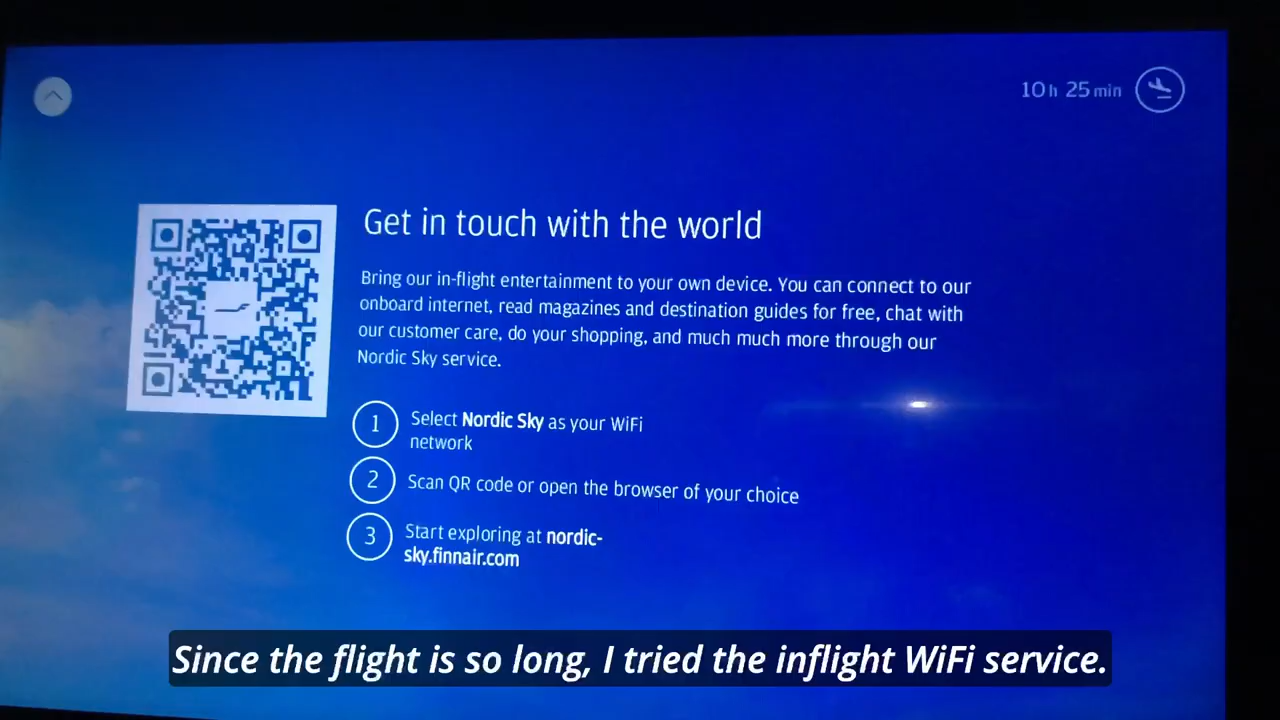 10h 25min
Get in touch with the world
Bring our in-flight entertainment to your own device. You can connect to our
onboard internet, read magazines and destination guides for free, chat with
our customer care, do your shopping, and much much more through our
Nordic Sky service.
1 Select Nordic Sky as your WiFi
network
2 Scan QR code or open the browser of your choice
3 Start exploring at nordic-
sky.finnair.com
Since the flight is so long, I tried the inflight WiFi service.